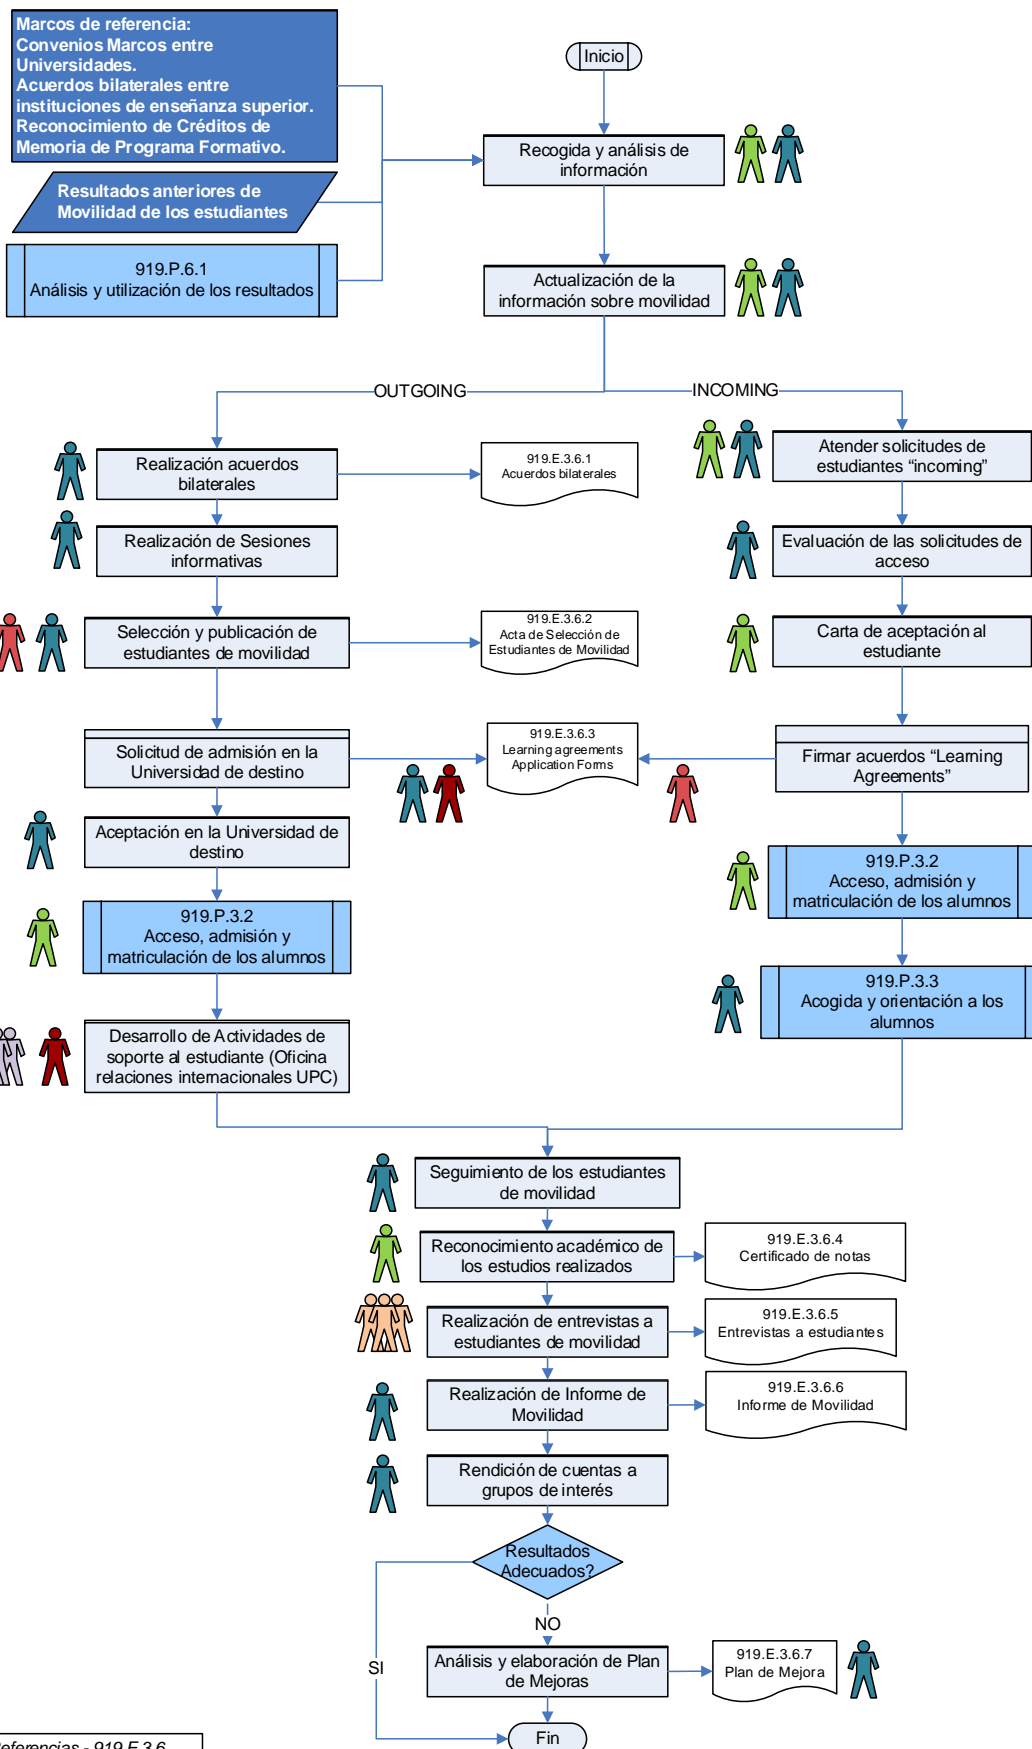 Marcos de referencia:
Convenios Marcos entre
Universidades.
Acuerdos bilaterales entre
instituciones de enseñanza superior.
Reconocimiento de Créditos de
Memoria de Programa Formativo.
Inicio
Recogida y análisis de
información
Resultados anteriores de
Movilidad de los estudiantes
919.P.6.1
Análisis y utilización de los resultados
Actualización de la
información sobre movilidad
OUTGOING
INCOMING
Realización acuerdos
bilaterales
919.E.3.6.1
Acuerdos bilaterales
Atender solicitudes de
estudiantes “incoming”
Realización de Sesiones
informativas
Evaluación de las solicitudes de
acceso
Selección y publicación de
estudiantes de movilidad
919.E.3.6.2
Acta de Selección de
Estudiantes de Movilidad
Carta de aceptación al
estudiante
Solicitud de admisión en la
Universidad de destino
919.E.3.6.3
Learning agreements
Application Forms
Firmar acuerdos “Learning
Agreements”
Aceptación en la Universidad de
destino
919.P.3.2
Acceso, admisión y
matriculación de los alumnos
919.P.3.2
Acceso, admisión y
matriculación de los alumnos
919.P.3.3
Acogida y orientación a los
alumnos
Desarrollo de Actividades de
soporte al estudiante (Oficina
relaciones internacionales UPC)
Seguimiento de los estudiantes
de movilidad
Reconocimiento académico de
los estudios realizados
919.E.3.6.4
Certificado de notas
Realización de entrevistas a
estudiantes de movilidad
919.E.3.6.5
Entrevistas a estudiantes
Realización de Informe de
Movilidad
919.E.3.6.6
Informe de Movilidad
Rendición de cuentas a
grupos de interés
Resultados
Adecuados?
NO
SI
Análisis y elaboración de Plan
de Mejoras
919.E.3.6.7
Plan de Mejora
Fin
eferencias - 919.F.3.6